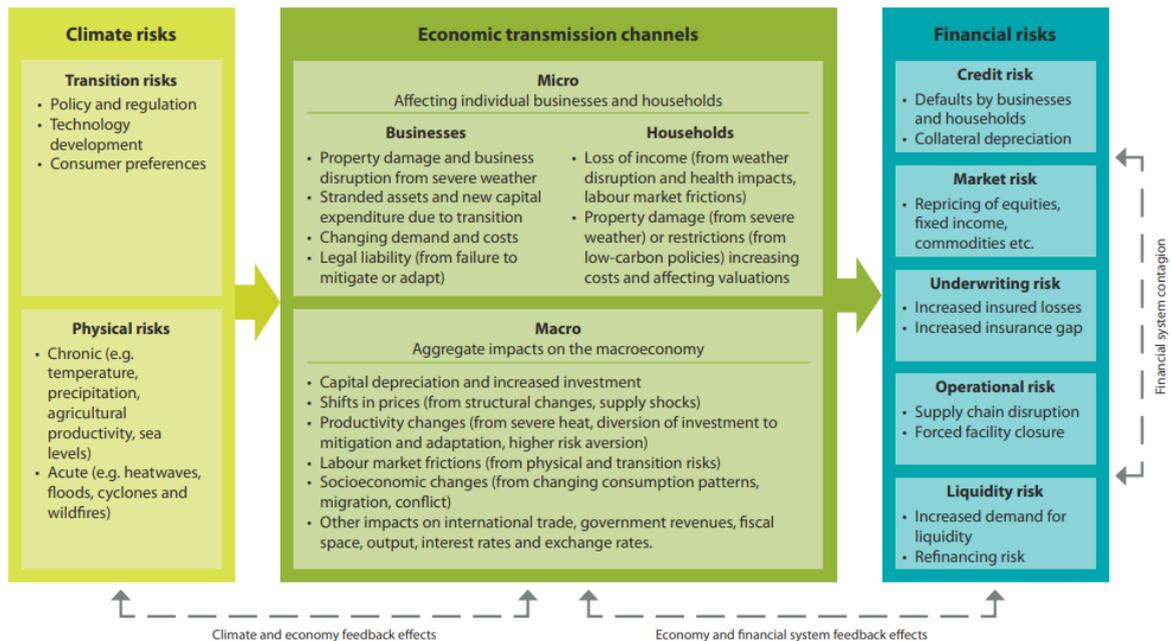 Climate risks
Transition risks
• Policy and regulation
• Technology
development
• Consumer preferences
Physical risks
• Chronic (e.g.
temperature,
precipitation,
agricultural
productivity, sea
levels)
• Acute (e.g. heatwaves,
floods, cyclones and
wildfires)
Economic transmission channels
Micro
Affecting individual businesses and households
Businesses
• Property damage and business
disruption from severe weather
• Stranded assets and new capital
expenditure due to transition
• Changing demand and costs
• Legal liability (from failure to
mitigate or adapt)
Households
• Loss of income (from weather
disruption and health impacts,
labour market frictions)
• Property damage (from severe
weather) or restrictions (from
low-carbon policies) increasing
costs and affecting valuations
Macro
Aggregate impacts on the macroeconomy
• Capital depreciation and increased investment
• Shifts in prices (from structural changes, supply shocks)
• Productivity changes (from severe heat, diversion of investment to
mitigation and adaptation, higher risk aversion)
• Labour market frictions (from physical and transition risks)
• Socioeconomic changes (from changing consumption patterns,
migration, conflict)
• Other impacts on international trade, government revenues, fiscal
space, output, interest rates and exchange rates.
Financial risks
Credit risk
• Defaults by businesses
and households
• Collateral depreciation
Market risk
• Repricing of equities,
fixed income,
commodities etc.
Underwriting risk
• Increased insured losses
• Increased insurance gap
Operational risk
• Supply chain disruption
• Forced facility closure
Liquidity risk
• Increased demand for
liquidity
• Refinancing risk
Financial system contagion
Climate and economy feedback effects
Economy and financial system feedback effects